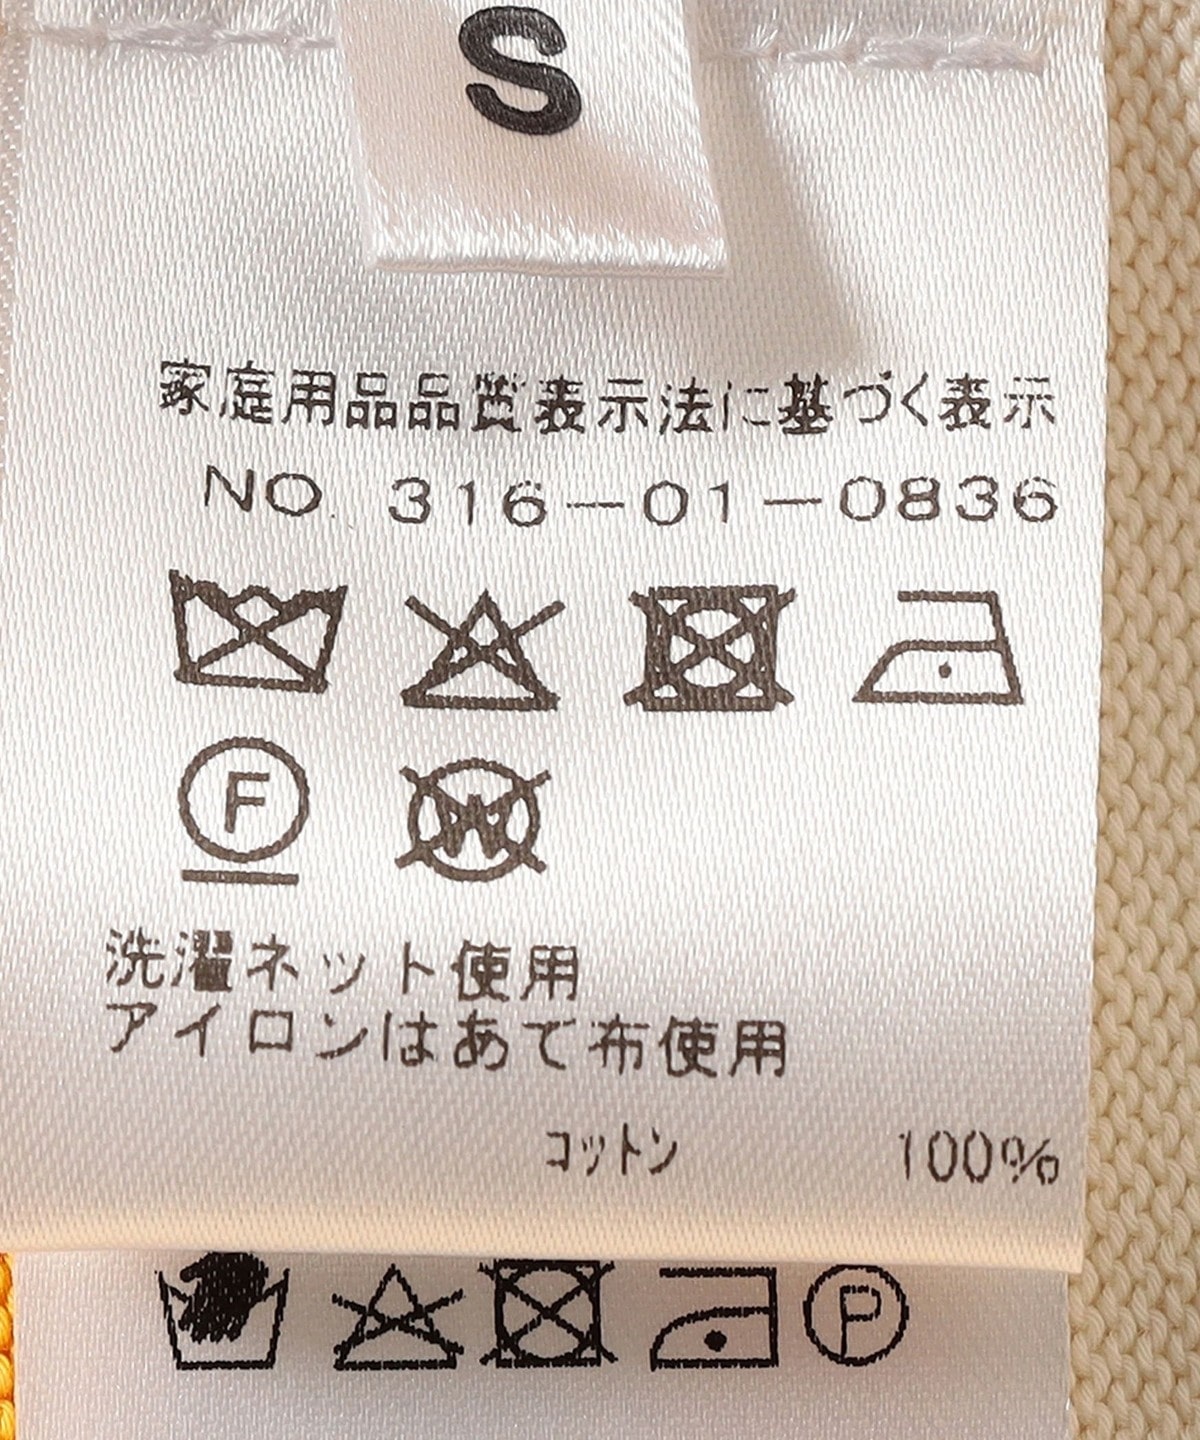 S
家庭用品品質表示法に基づく表示
NO. 316-01-0836
F W
洗濯ネット使用
アイロンはあて布使用
コットン 100%
P